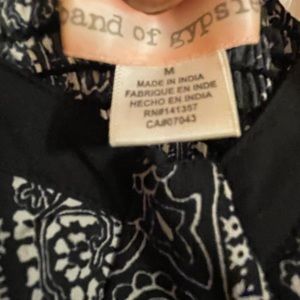 band of gypsies
M
MADE IN INDIA
FABRIQUE EN INDE
HECHO EN INDIA
RN#141357
CA#07043